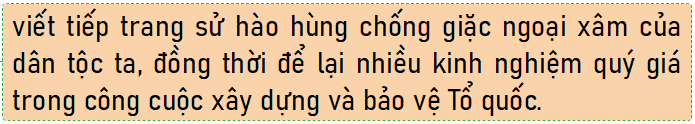 viết tiếp trang sử hào hùng chống giặc ngoại xâm của
dân tộc ta, đồng thời để lại nhiều kinh nghiệm quý giá
trong công cuộc xây dựng và bảo vệ Tổ quốc.